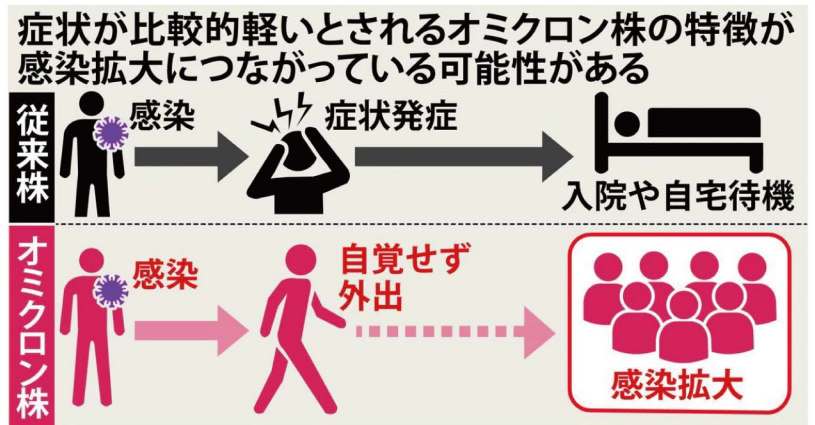 症状が比較的軽いとされるオミクロン株の特徴が
感染拡大につながっている可能性がある
従来株
感染
症状発症
入院や自宅待機
オミクロン株
感染
自覚せず
外出
感染拡大